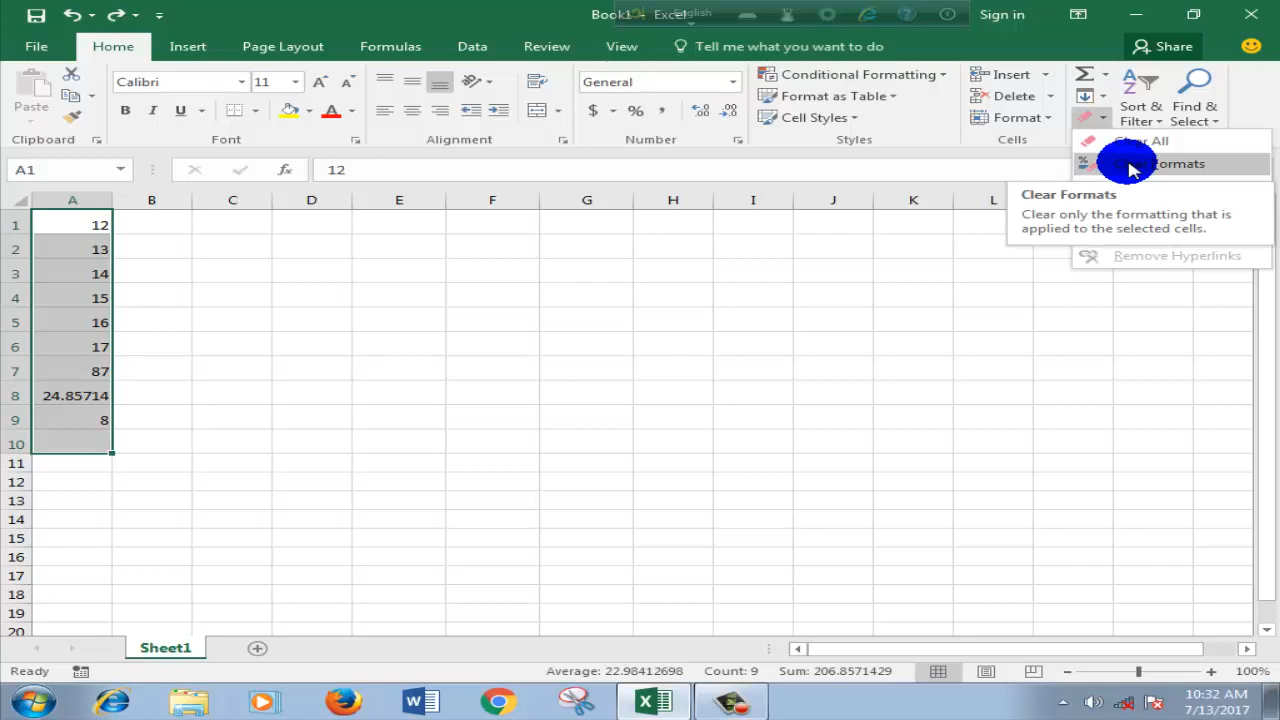 Book1 - Excel
English
Sign in
File Home Insert Page Layout Formulas Data Review View Tell me what you want to do Share
Paste
Calibri 11
B I U
General
$ % ,
Conditional Formatting
Format as Table
Cell Styles
Insert
Delete
Format
Sort & Filter
Find & Select
Clipboard Font Alignment Number Styles Cells
Clear All
Formats
Clear Formats
Clear only the formatting that is
applied to the selected cells.
Remove Hyperlinks
A1 fx 12
A B C D E F G H I J K L
1 12
2 13
3 14
4 15
5 16
6 17
7 87
8 24.85714
9 8
10
11
12
13
14
15
16
17
18
19
20
Sheet1
Ready Average: 22.98412698 Count: 9 Sum: 206.8571429 100%
10:32 AM
7/13/2017